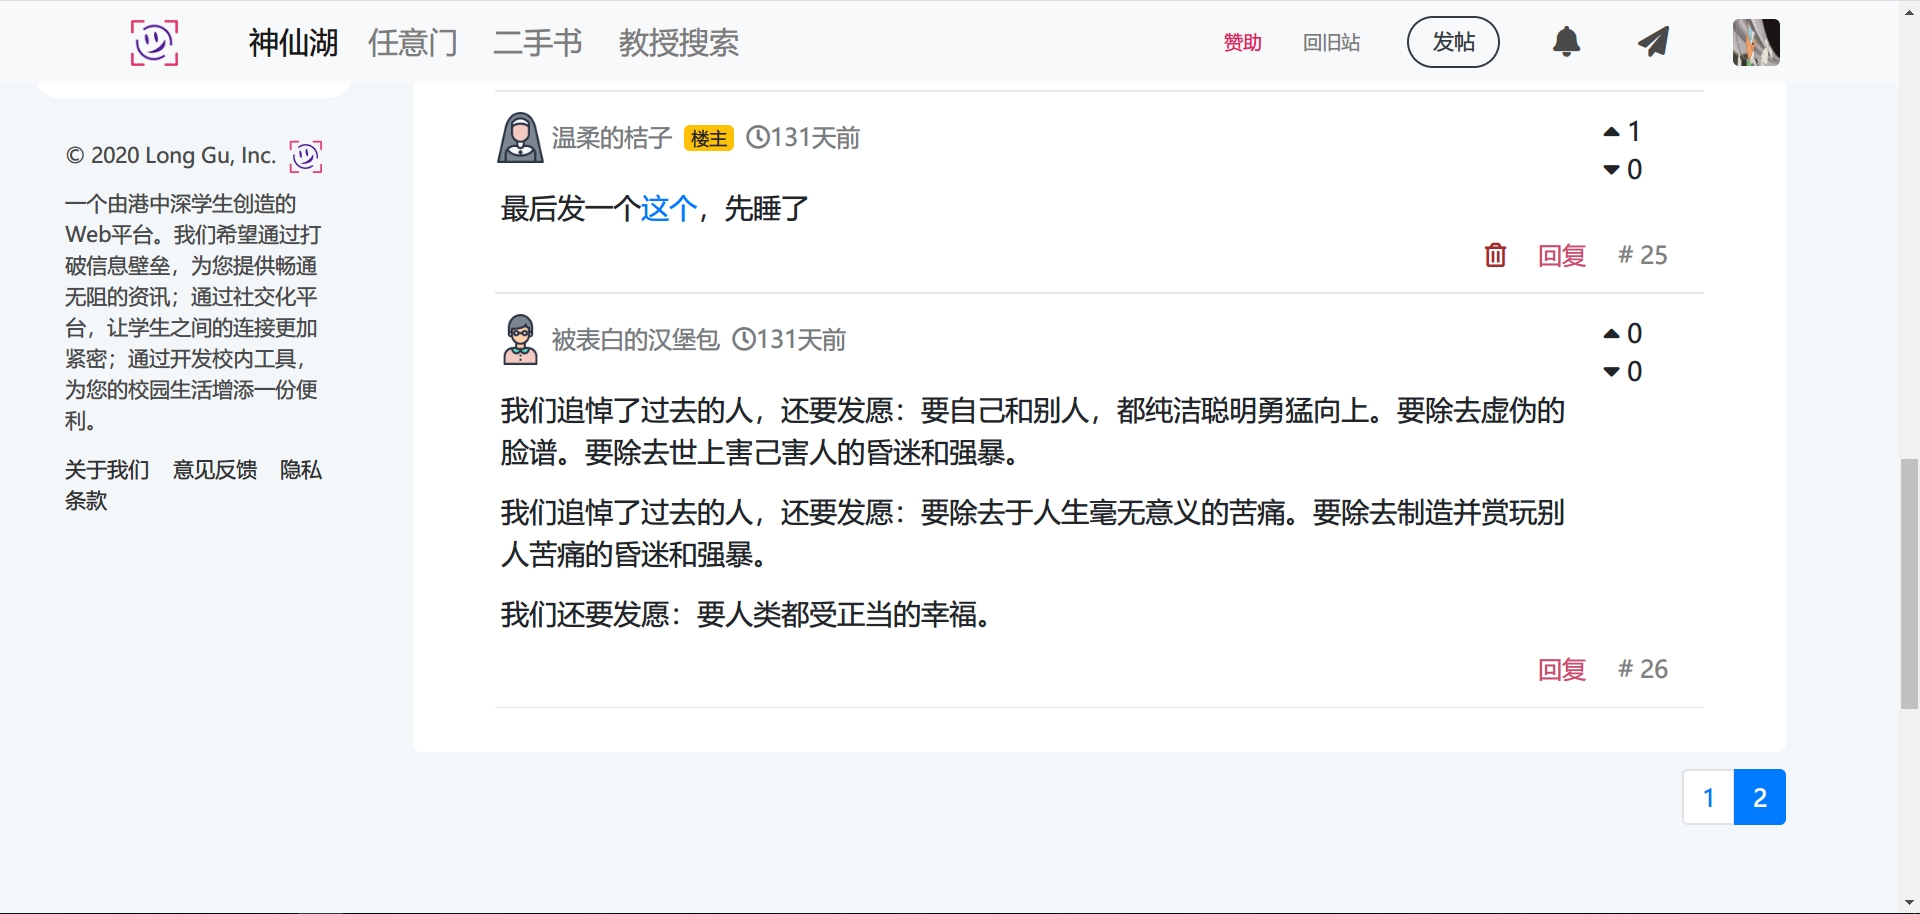 神仙湖 任意门 二手书 教授搜索 赞助 回旧站 发帖
© 2020 Long Gu, Inc.
一个由港中深学生创造的
Web平台。我们希望通过打
破信息壁垒，为您提供畅通
无阻的资讯；通过社交化平
台，让学生之间的连接更加
紧密；通过开发校内工具，
为您的校园生活增添一份便
利。
关于我们 意见反馈 隐私
条款
温柔的桔子 楼主 131天前
1
0
最后发一个这个，先睡了
回复 # 25
被表白的汉堡包 131天前
0
0
我们追悼了过去的人，还要发愿：要自己和别人，都纯洁聪明勇猛向上。要除去虚伪的
脸谱。要除去世上害己害人的昏迷和强暴。
我们追悼了过去的人，还要发愿：要除去于人生毫无意义的苦痛。要除去制造并赏玩别
人苦痛的昏迷和强暴。
我们还要发愿：要人类都受正当的幸福。
回复 # 26
1 2